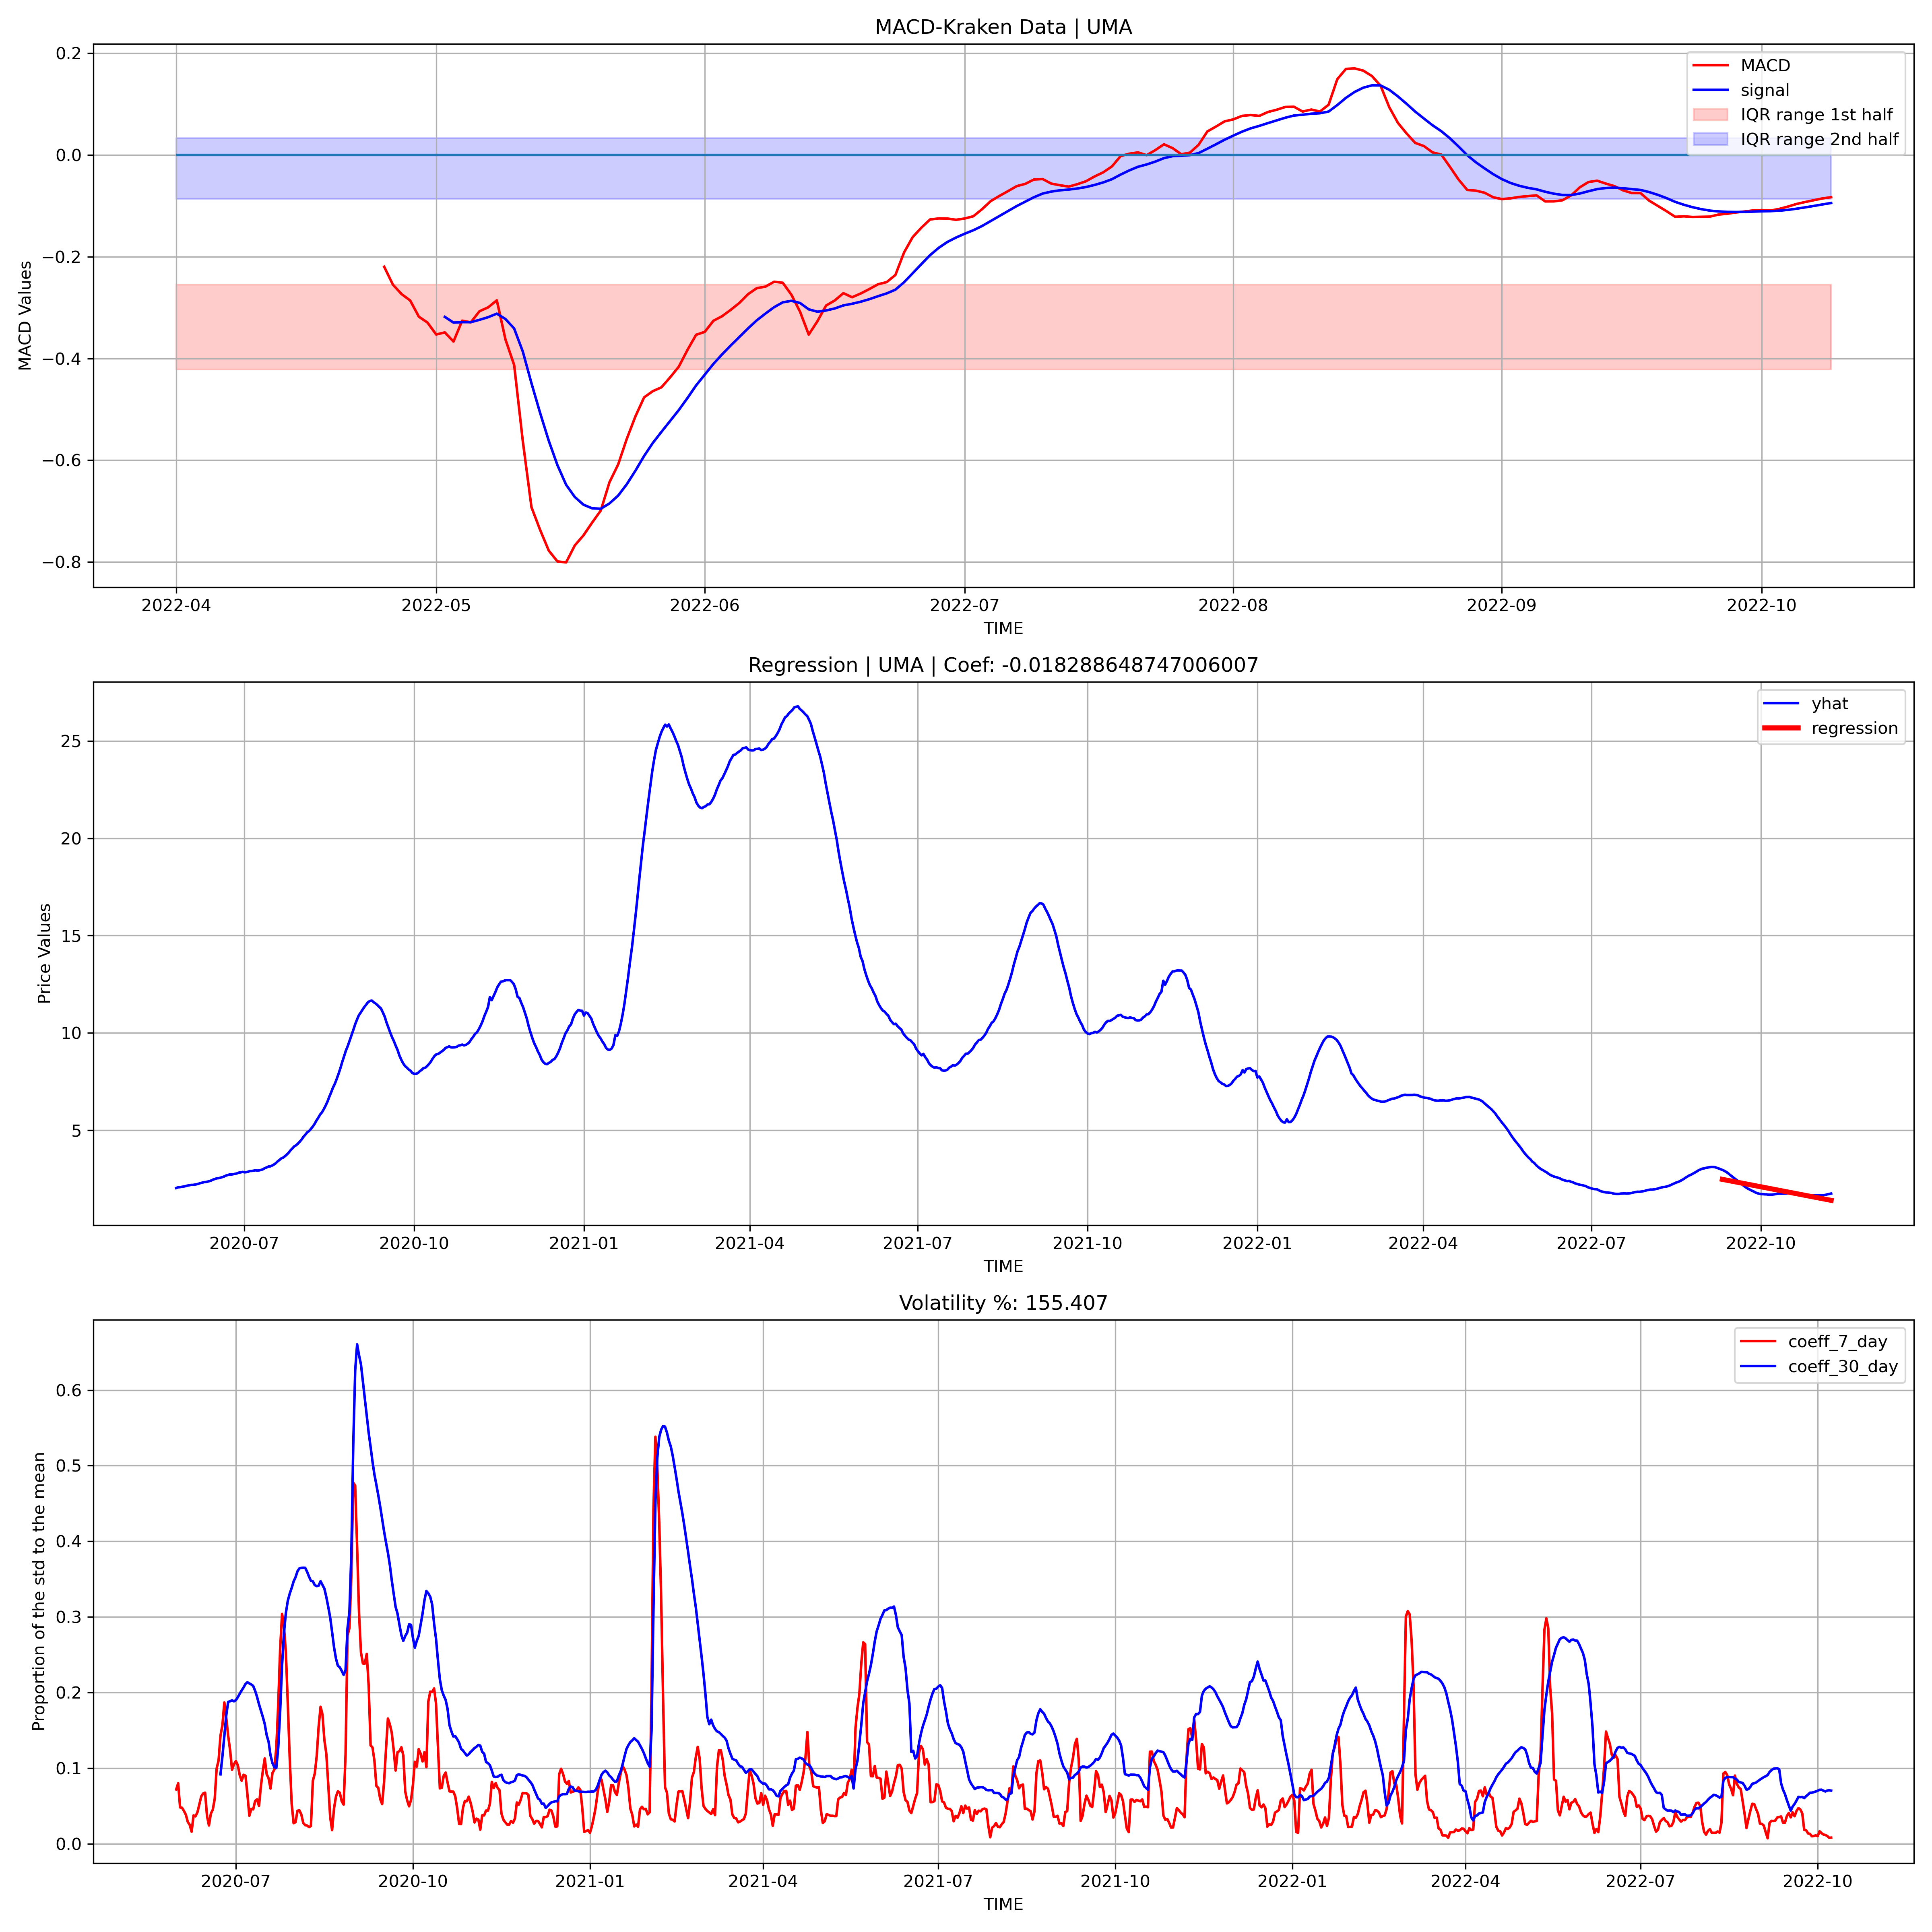 MACD-Kraken Data | UMA
MACD Values
0.2
0.0
−0.2
−0.4
−0.6
−0.8
MACD
signal
IQR range 1st half
IQR range 2nd half
2022-04 2022-05 2022-06 2022-07 2022-08 2022-09 2022-10
TIME
Regression | UMA | Coef: -0.018288648747006007
Price Values
25
20
15
10
5
yhat
regression
2020-07 2020-10 2021-01 2021-04 2021-07 2021-10 2022-01 2022-04 2022-07 2022-10
TIME
Volatility %: 155.407
Proportion of the std to the mean
0.6
0.5
0.4
0.3
0.2
0.1
0.0
coeff_7_day
coeff_30_day
2020-07 2020-10 2021-01 2021-04 2021-07 2021-10 2022-01 2022-04 2022-07 2022-10
TIME